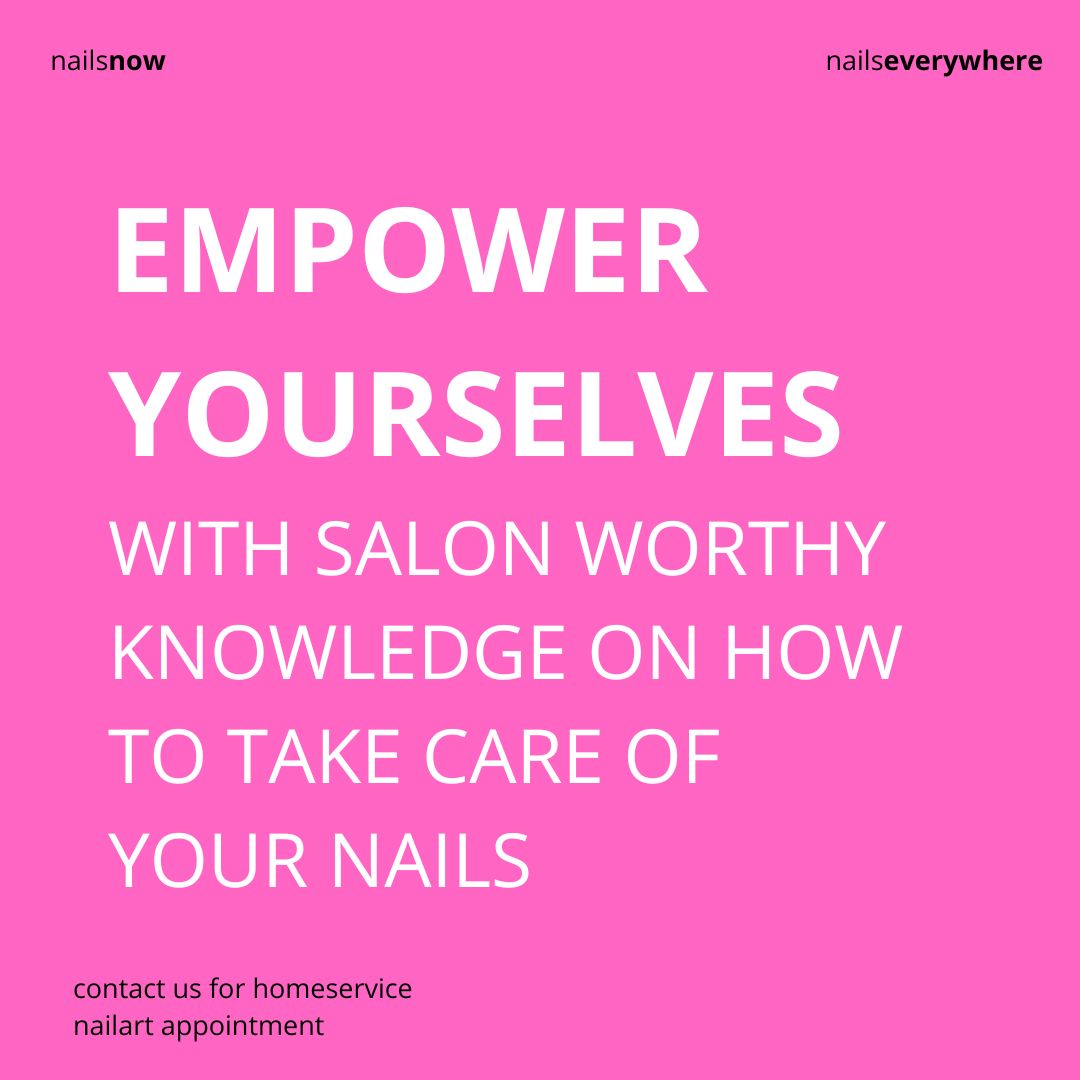 nailsnow
nailseverywhere
EMPOWER
YOURSELVES
WITH SALON WORTHY
KNOWLEDGE ON HOW
TO TAKE CARE OF
YOUR NAILS
contact us for homeservice
nailart appointment